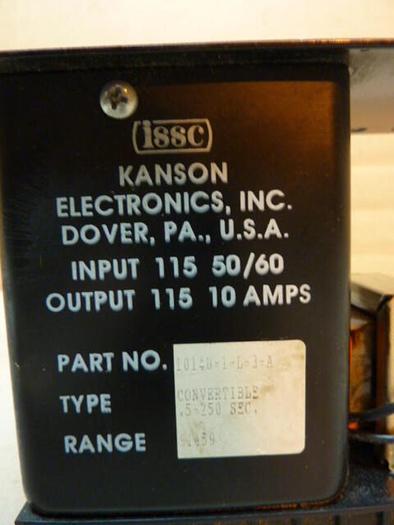 issc
KANSON
ELECTRONICS, INC.
DOVER, PA., U.S.A.
INPUT 115 50/60
OUTPUT 115 10 AMPS
PART NO.
TYPE CONVERTIBLE
.5-250 SEC.
RANGE